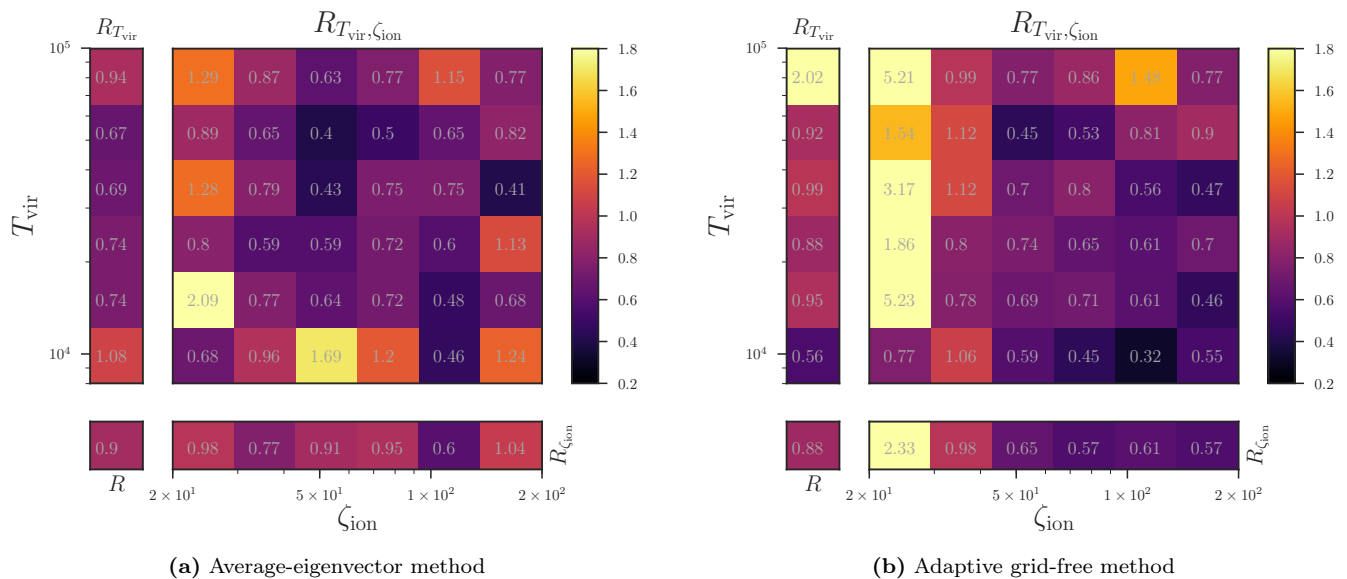 R_{T_vir}
R_{T_vir, ζ_ion}
10^5
T_vir
10^4
0.94 1.29 0.87 0.63 0.77 1.15 0.77
0.67 0.89 0.65 0.4 0.5 0.65 0.82
0.69 1.28 0.79 0.43 0.75 0.75 0.41
0.74 0.8 0.59 0.59 0.72 0.6 1.13
0.74 2.09 0.77 0.64 0.72 0.48 0.68
1.08 0.68 0.96 1.69 1.2 0.46 1.24
1.8
1.6
1.4
1.2
1.0
0.8
0.6
0.4
0.2
0.9 0.98 0.77 0.91 0.95 0.6 1.04
R_{ζ_ion}
R
2 × 10^1 5 × 10^1 1 × 10^2 2 × 10^2
ζ_ion
(a) Average-eigenvector method
R_{T_vir}
R_{T_vir, ζ_ion}
10^5
T_vir
10^4
2.02 5.21 0.99 0.77 0.86 1.48 0.77
0.92 1.54 1.12 0.45 0.53 0.81 0.9
0.99 3.17 1.12 0.7 0.8 0.56 0.47
0.88 1.86 0.8 0.74 0.65 0.61 0.7
0.95 5.23 0.78 0.69 0.71 0.61 0.46
0.56 0.77 1.06 0.59 0.45 0.32 0.55
1.8
1.6
1.4
1.2
1.0
0.8
0.6
0.4
0.2
0.88 2.33 0.98 0.65 0.57 0.61 0.57
R_{ζ_ion}
R
2 × 10^1 5 × 10^1 1 × 10^2 2 × 10^2
ζ_ion
(b) Adaptive grid-free method